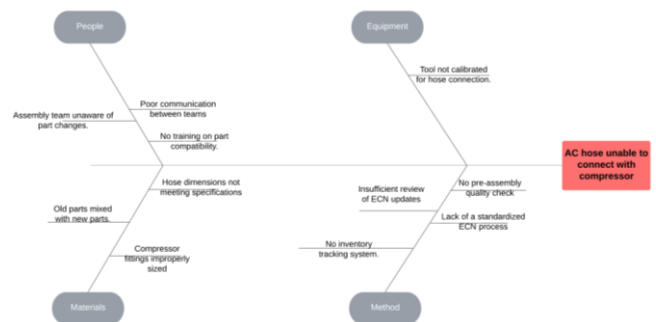 People
Equipment
Tool not calibrated
for hose connection.
Poor communication
between teams
Assembly team unaware of
part changes.
No training on part
compatibility.
AC hose unable to
connect with
compressor
Hose dimensions not
meeting specifications
No pre-assembly
quality check
Insufficient review
of ECN updates
Old parts mixed
with new parts.
Lack of a standardized
ECN process
No inventory
tracking system.
Compressor
fittings improperly
sized
Materials
Method